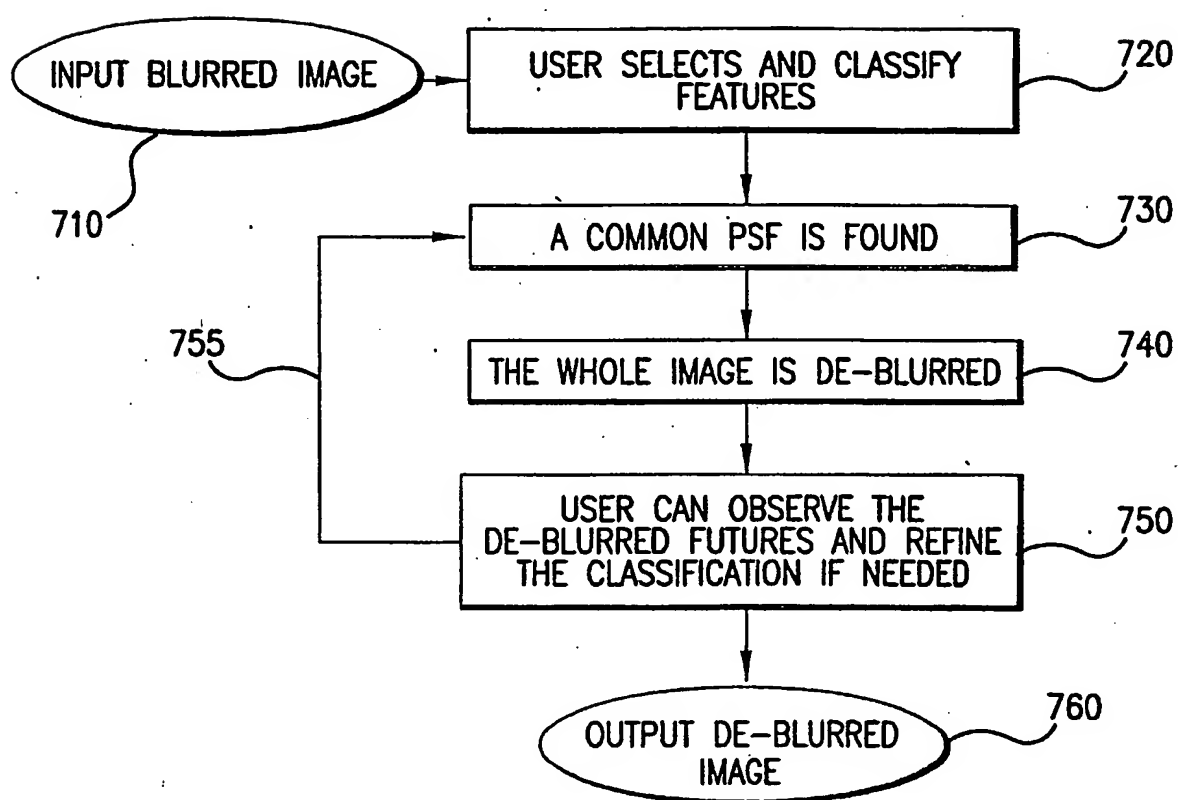 INPUT BLURRED IMAGE
710
USER SELECTS AND CLASSIFY
FEATURES
720
A COMMON PSF IS FOUND
730
755
THE WHOLE IMAGE IS DE-BLURRED
740
USER CAN OBSERVE THE
DE-BLURRED FUTURES AND REFINE
THE CLASSIFICATION IF NEEDED
750
OUTPUT DE-BLURRED
IMAGE
760